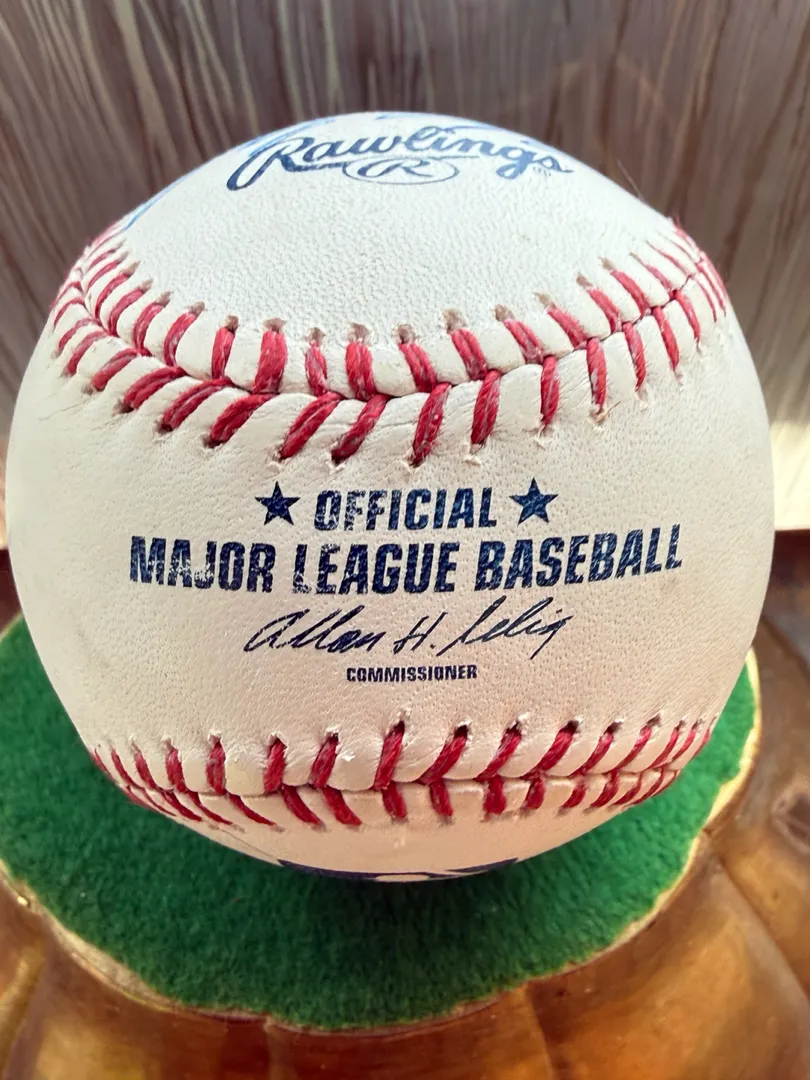 Rawlings
R
★ OFFICIAL ★
MAJOR LEAGUE BASEBALL
Allan H. Selig
COMMISSIONER